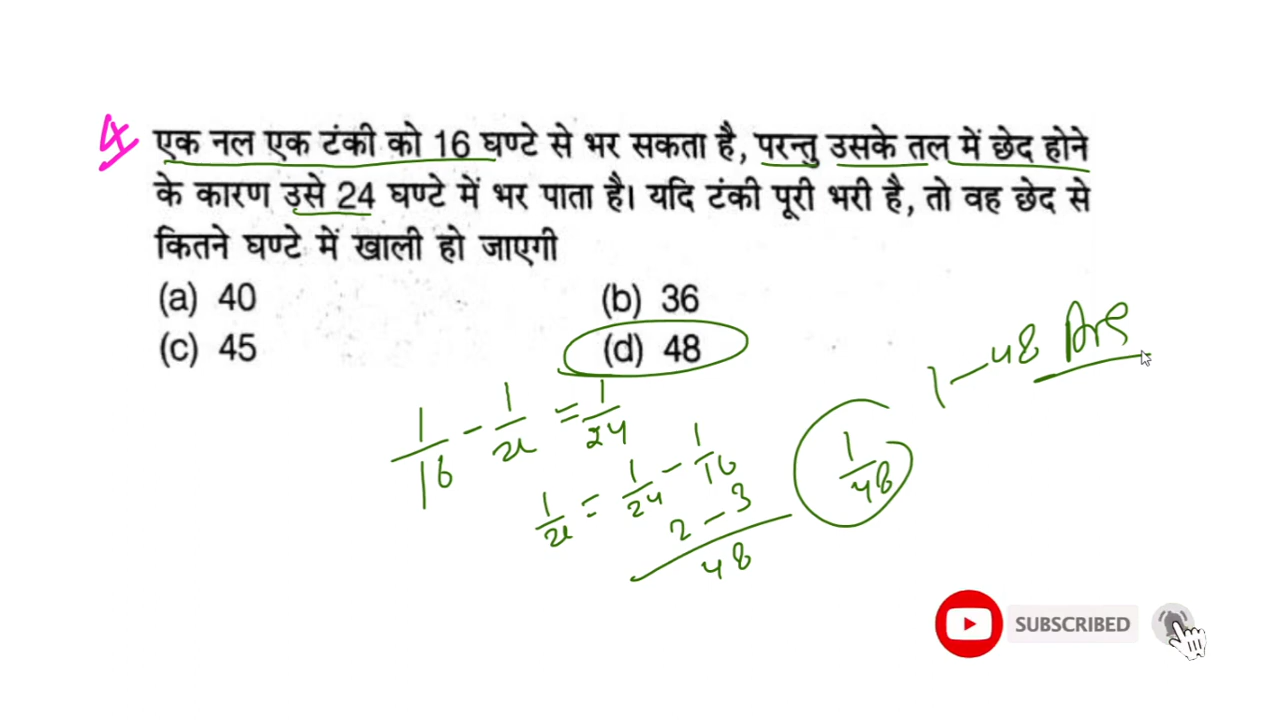 4 एक नल एक टंकी को 16 घण्टे से भर सकता है, परन्तु उसके तल में छेद होने
के कारण उसे 24 घण्टे में भर पाता है। यदि टंकी पूरी भरी है, तो वह छेद से
कितने घण्टे में खाली हो जाएगी
(a) 40 (b) 36
(c) 45 (d) 48
1 – 48 Ans
1/16 – 1/x = 1/24
1/x = 1/24 – 1/16
2 – 3 / 48
1/48
SUBSCRIBED